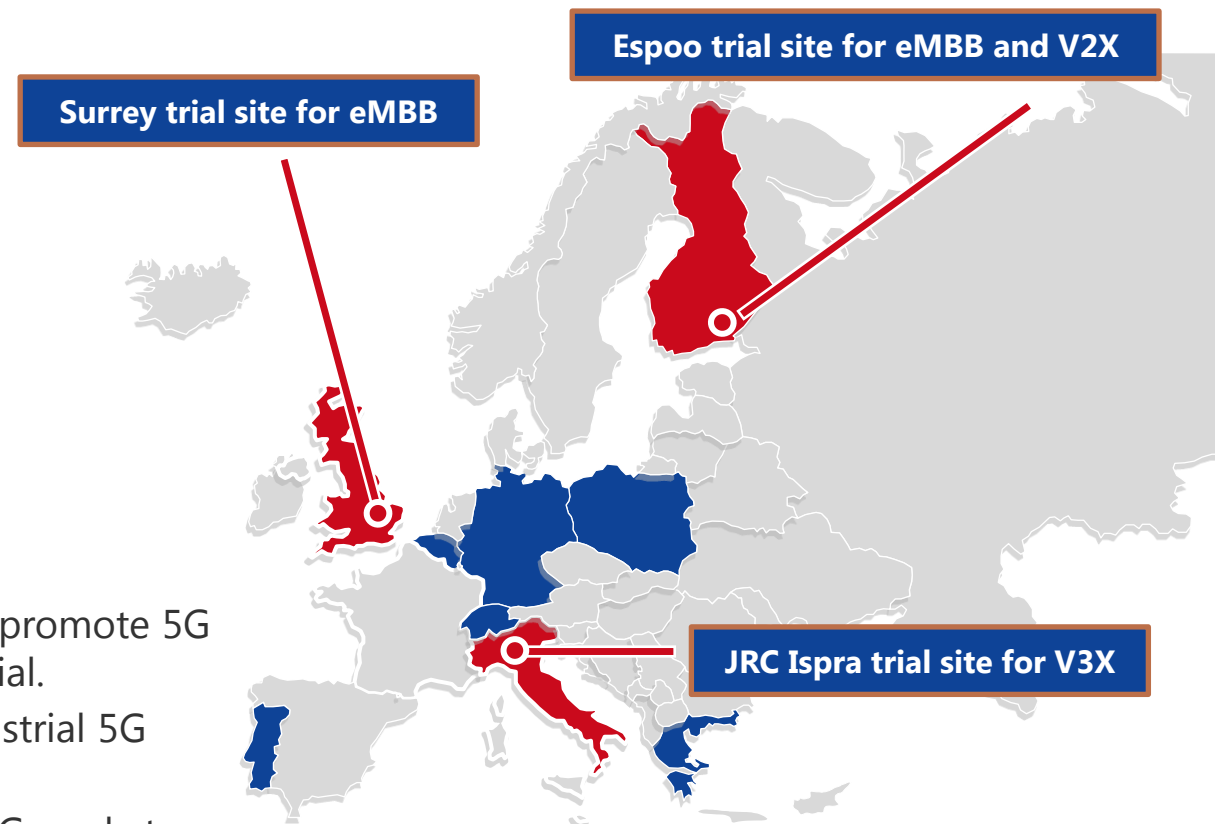 Espoo trial site for eMBB and V2X
Surrey trial site for eMBB
promote 5G
ial.
JRC Ispra trial site for V3X
strial 5G